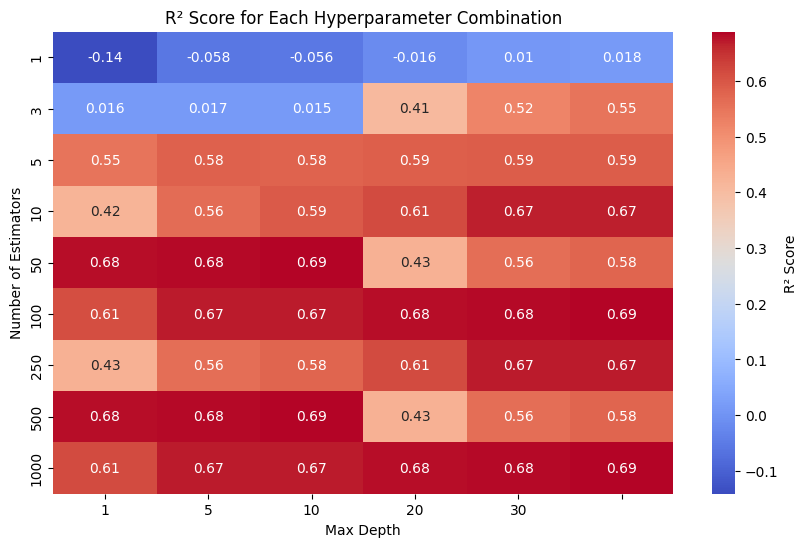 R² Score for Each Hyperparameter Combination
Number of Estimators
1 -0.14 -0.058 -0.056 -0.016 0.01 0.018
3 0.016 0.017 0.015 0.41 0.52 0.55
5 0.55 0.58 0.58 0.59 0.59 0.59
10 0.42 0.56 0.59 0.61 0.67 0.67
50 0.68 0.68 0.69 0.43 0.56 0.58
100 0.61 0.67 0.67 0.68 0.68 0.69
250 0.43 0.56 0.58 0.61 0.67 0.67
500 0.68 0.68 0.69 0.43 0.56 0.58
1000 0.61 0.67 0.67 0.68 0.68 0.69
1 5 10 20 30
Max Depth
0.6
0.5
0.4
0.3
0.2
0.1
0.0
−0.1
R² Score